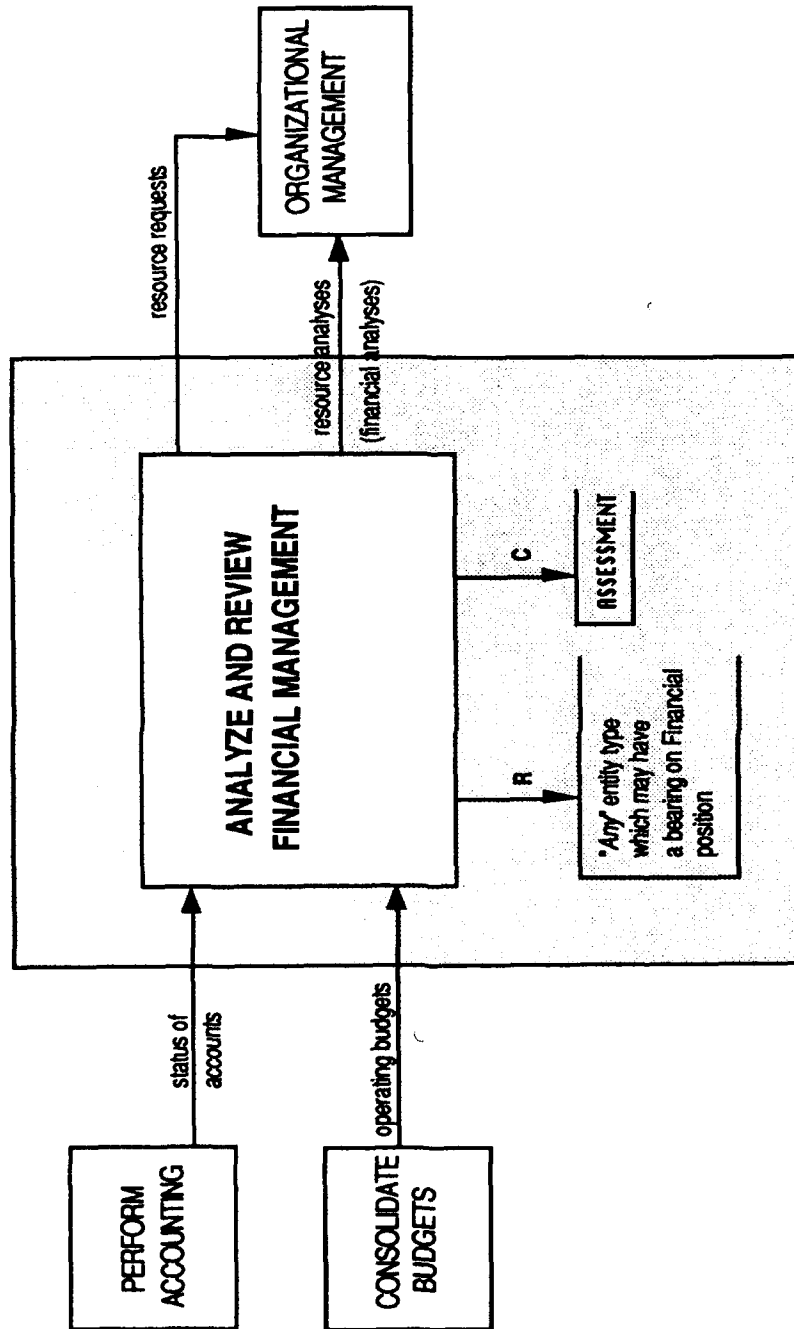 PERFORM
ACCOUNTING
status of
accounts
CONSOLIDATE
BUDGETS
operating budgets
ANALYZE AND REVIEW
FINANCIAL MANAGEMENT
R
"Any" entity type
which may have
a bearing on Financial
position
C
ASSESSMENT
resource requests
resource analyses
(financial analyses)
ORGANIZATIONAL
MANAGEMENT